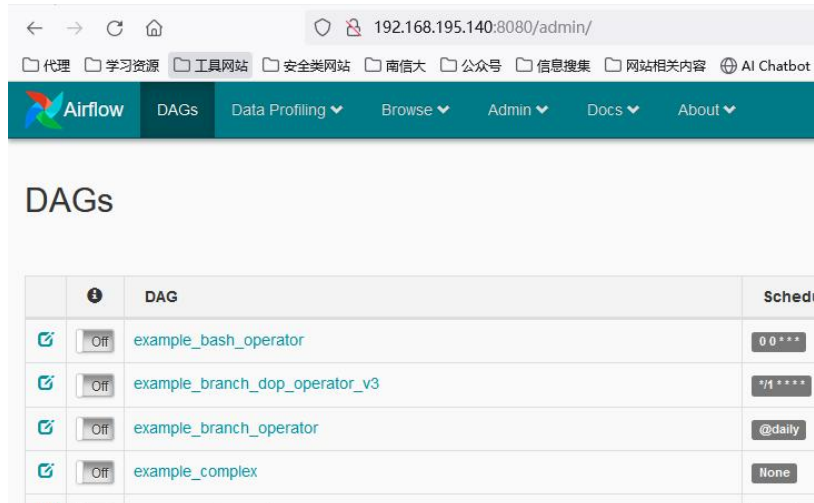 192.168.195.140:8080/admin/
代理 学习资源 工具网站 安全类网站 南信大 公众号 信息搜集 网站相关内容 AI Chatbot
Airflow DAGs Data Profiling Browse Admin Docs About
DAGs
DAG Schedu
Off example_bash_operator 0 0 * * *
Off example_branch_dop_operator_v3 */1 * * * *
Off example_branch_operator @daily
Off example_complex None